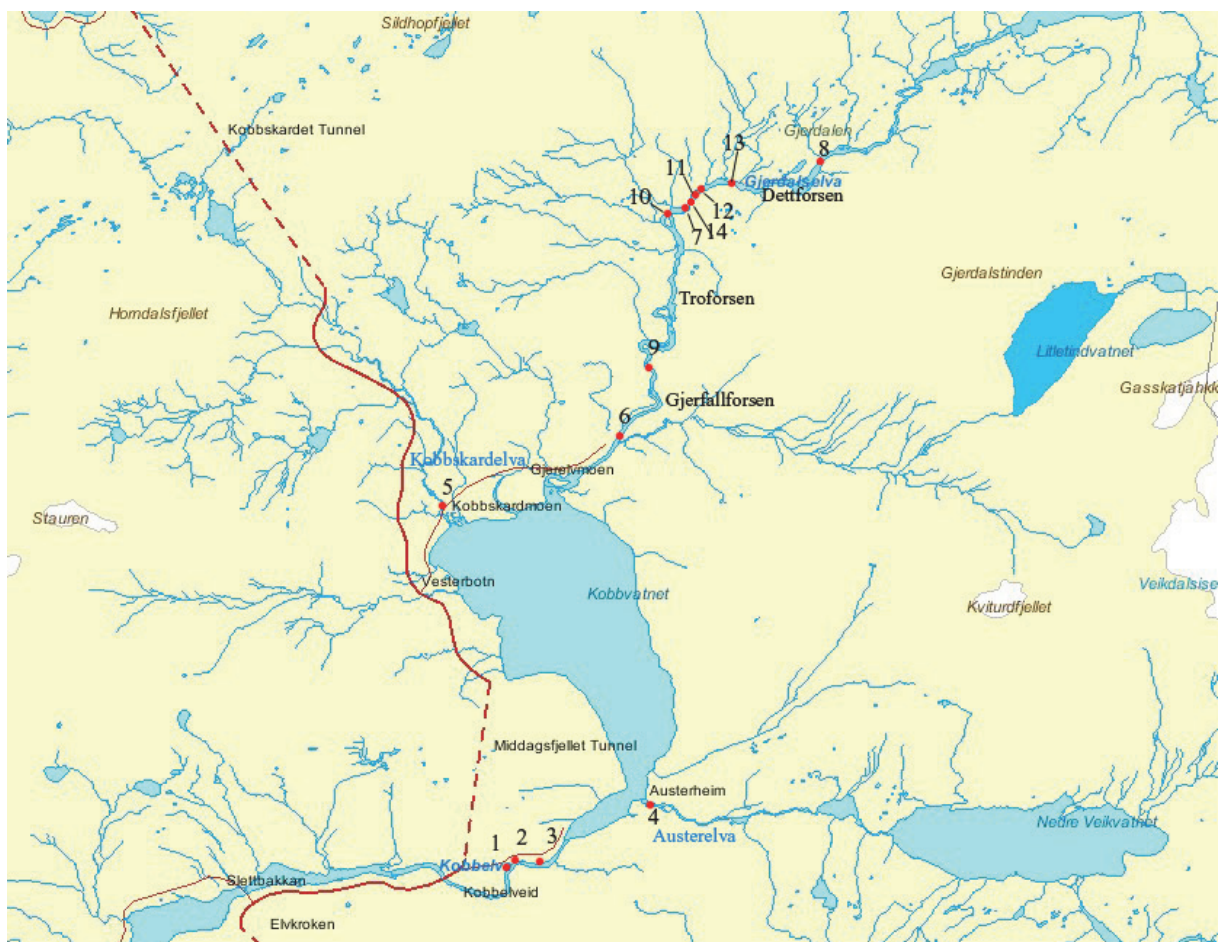 Sildhopfjellet
Kobbskardet Tunnel
Gjerdalen
8
13
11
Gjerdalselva
Dettforsen
10
12
14
7
Gjerdalstinden
Troforsen
Horndalsfjellet
Litletindvatnet
9
Gasskatjåhkk
Gjerfallforsen
6
Kobbskardelva
Gjerelvmoen
5
Kobbskardmoen
Stauren
Vesterbotn
Veikdalsise
Kobbvatnet
Kviturdfjellet
Middagsfjellet Tunnel
Austerheim
4
Nedre Veikvatnet
Austerelva
1
2
3
Kobbelv
Slettbakkan
Kobbelveid
Elvkroken